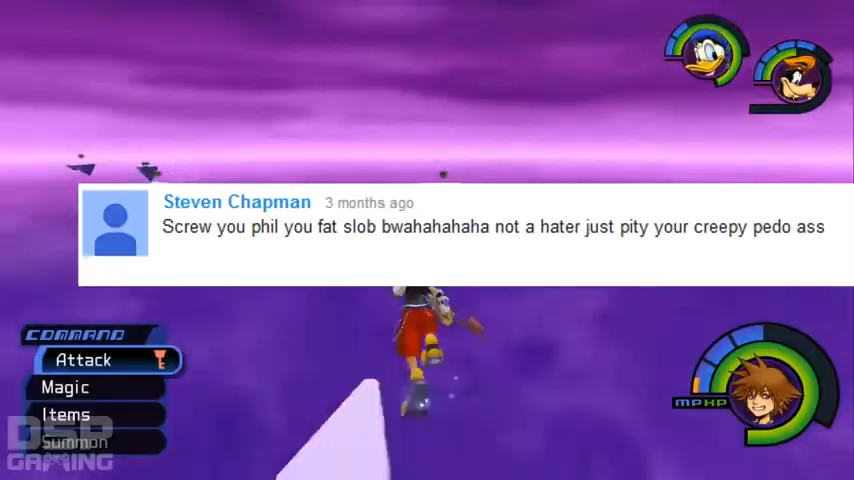 Steven Chapman 3 months ago
Screw you phil you fat slob bwahahahaha not a hater just pity your creepy pedo ass
COMMAND
Attack
Magic
Items
Summon
MP HP
DSP
GAMING